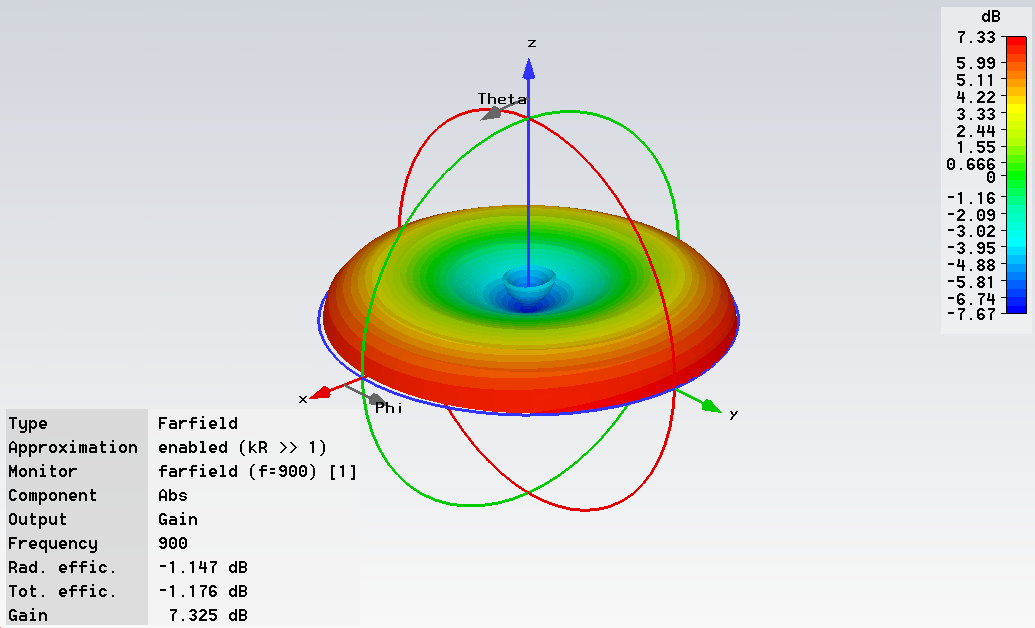 dB
7.33
5.99
5.11
4.22
3.33
2.44
1.55
0.666
0
-1.16
-2.09
-3.02
-3.95
-4.88
-5.81
-6.74
-7.67
z
Theta
x
Phi
y
Type Farfield
Approximation enabled (kR >> 1)
Monitor farfield (f=900) [1]
Component Abs
Output Gain
Frequency 900
Rad. effic. -1.147 dB
Tot. effic. -1.176 dB
Gain 7.325 dB